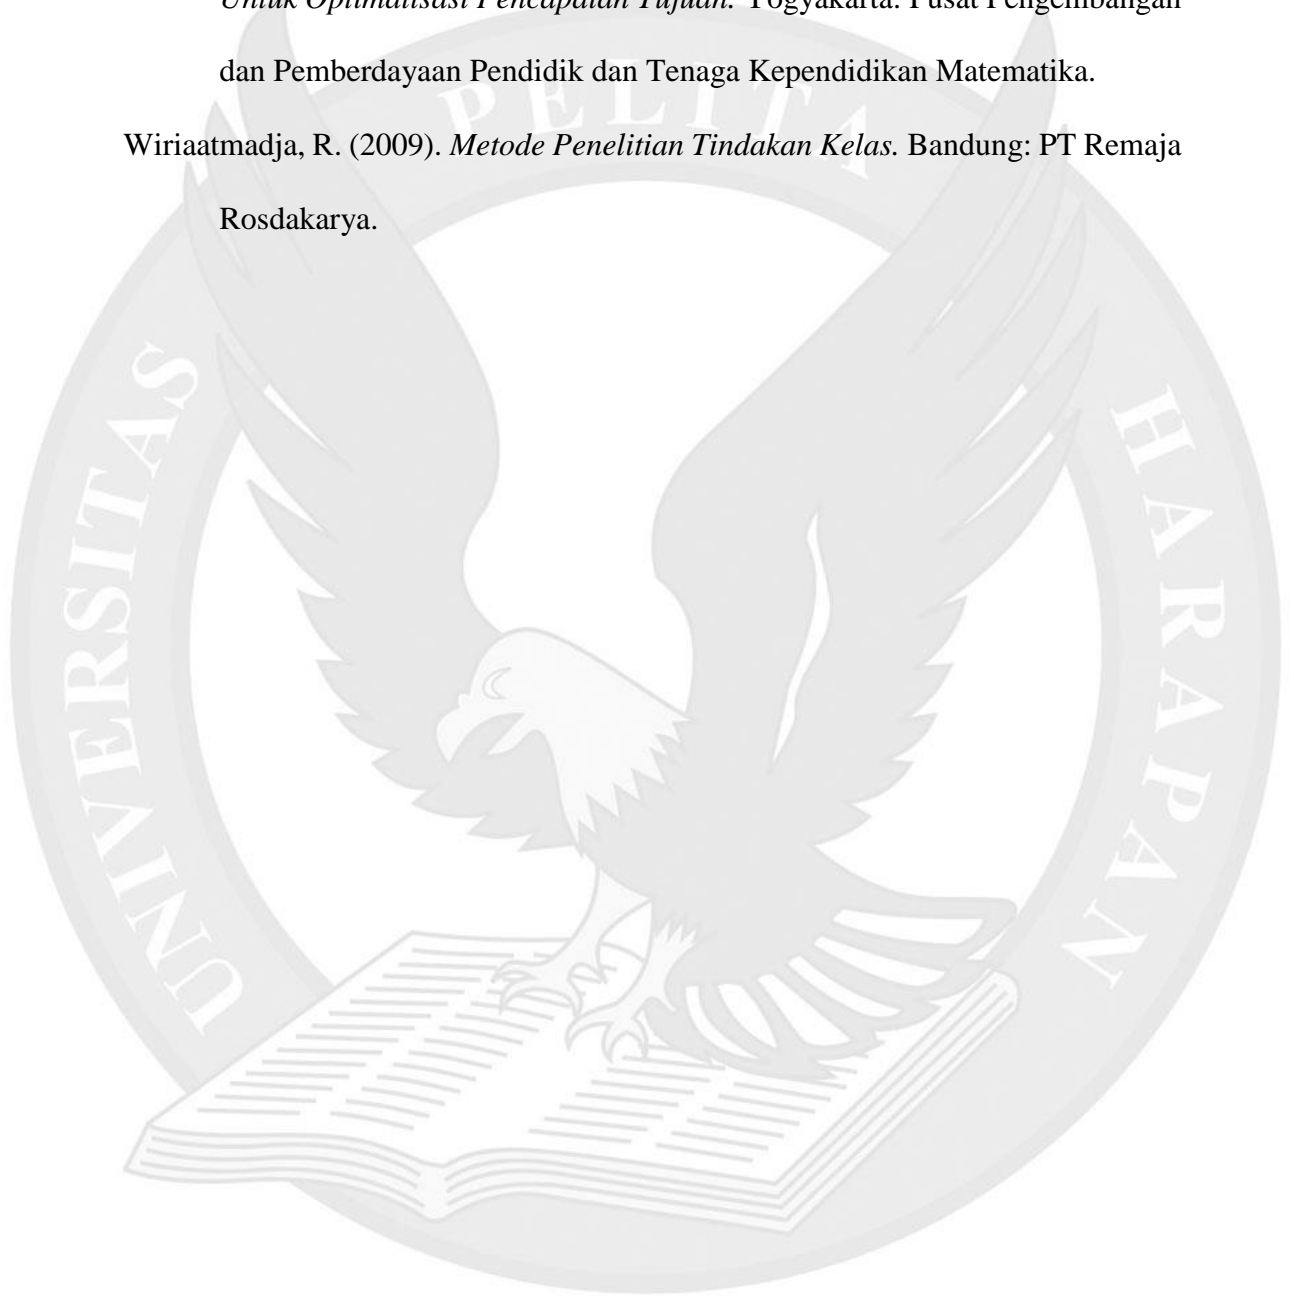 Untuk Optimalisasi Pencapaian Tujuan. Yogyakarta: Pusat Pengembangan
dan Pemberdayaan Pendidik dan Tenaga Kependidikan Matematika.
Wiriaatmadja, R. (2009). Metode Penelitian Tindakan Kelas. Bandung: PT Remaja
Rosdakarya.
UNIVERSITAS
PELITA
HARAPAN